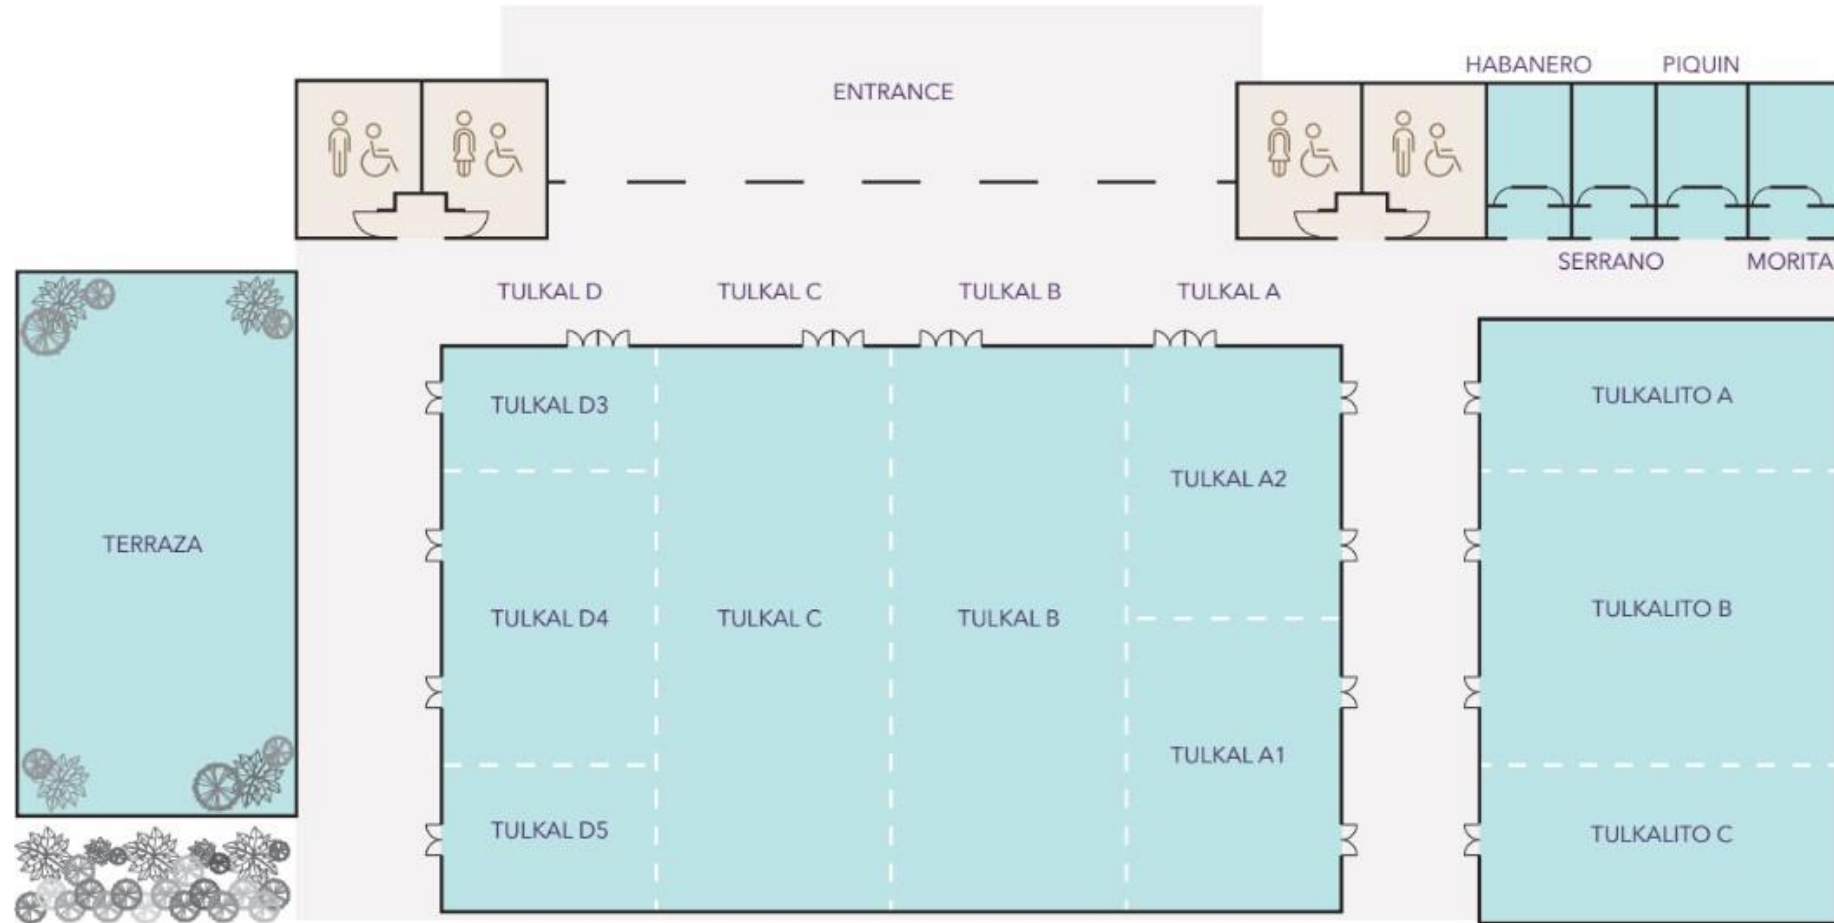 HABANERO
PIQUIN
ENTRANCE
SERRANO
MORITA
TULKAL D
TULKAL C
TULKAL B
TULKAL A
TULKAL D3
TULKALITO A
TULKAL A2
TERRAZA
TULKAL D4
TULKAL C
TULKAL B
TULKALITO B
TULKAL A1
TULKAL D5
TULKALITO C